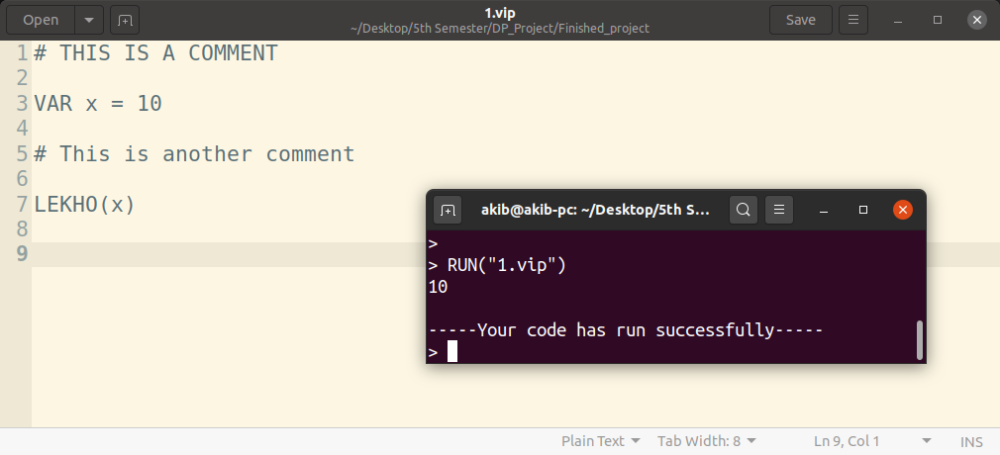 Open
1.vip
~/Desktop/5th Semester/DP_Project/Finished_project
Save
1 # THIS IS A COMMENT
2
3 VAR x = 10
4
5 # This is another comment
6
7 LEKHO(x)
8
9
akib@akib-pc: ~/Desktop/5th S...
>
> RUN("1.vip")
10
-----Your code has run successfully-----
>
Plain Text Tab Width: 8 Ln 9, Col 1 INS